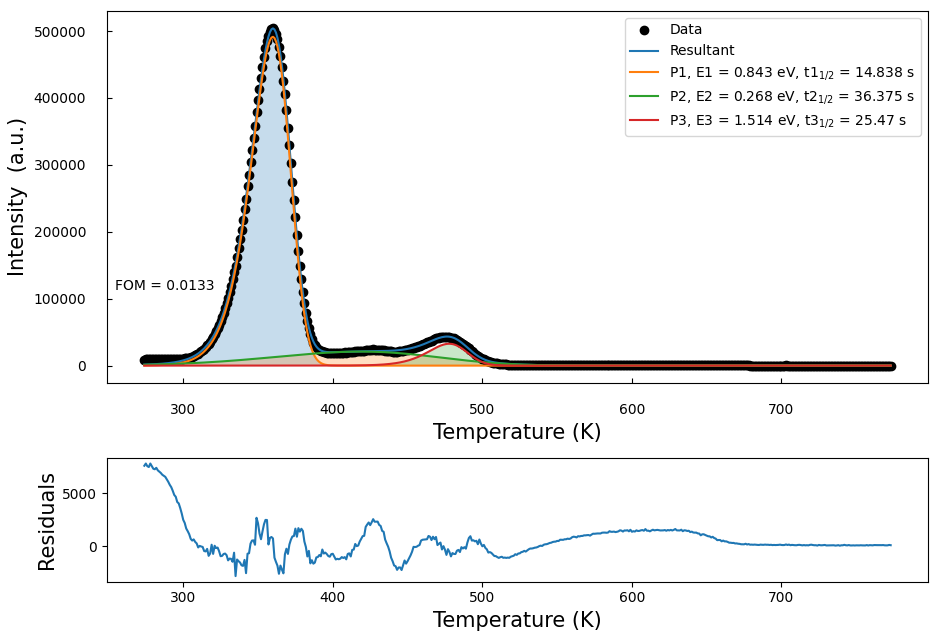 Intensity (a.u.)
500000
400000
300000
200000
100000
0
Data
Resultant
P1, E1 = 0.843 eV, t1₁/₂ = 14.838 s
P2, E2 = 0.268 eV, t2₁/₂ = 36.375 s
P3, E3 = 1.514 eV, t3₁/₂ = 25.47 s
FOM = 0.0133
300 400 500 600 700
Temperature (K)
Residuals
5000
0
300 400 500 600 700
Temperature (K)